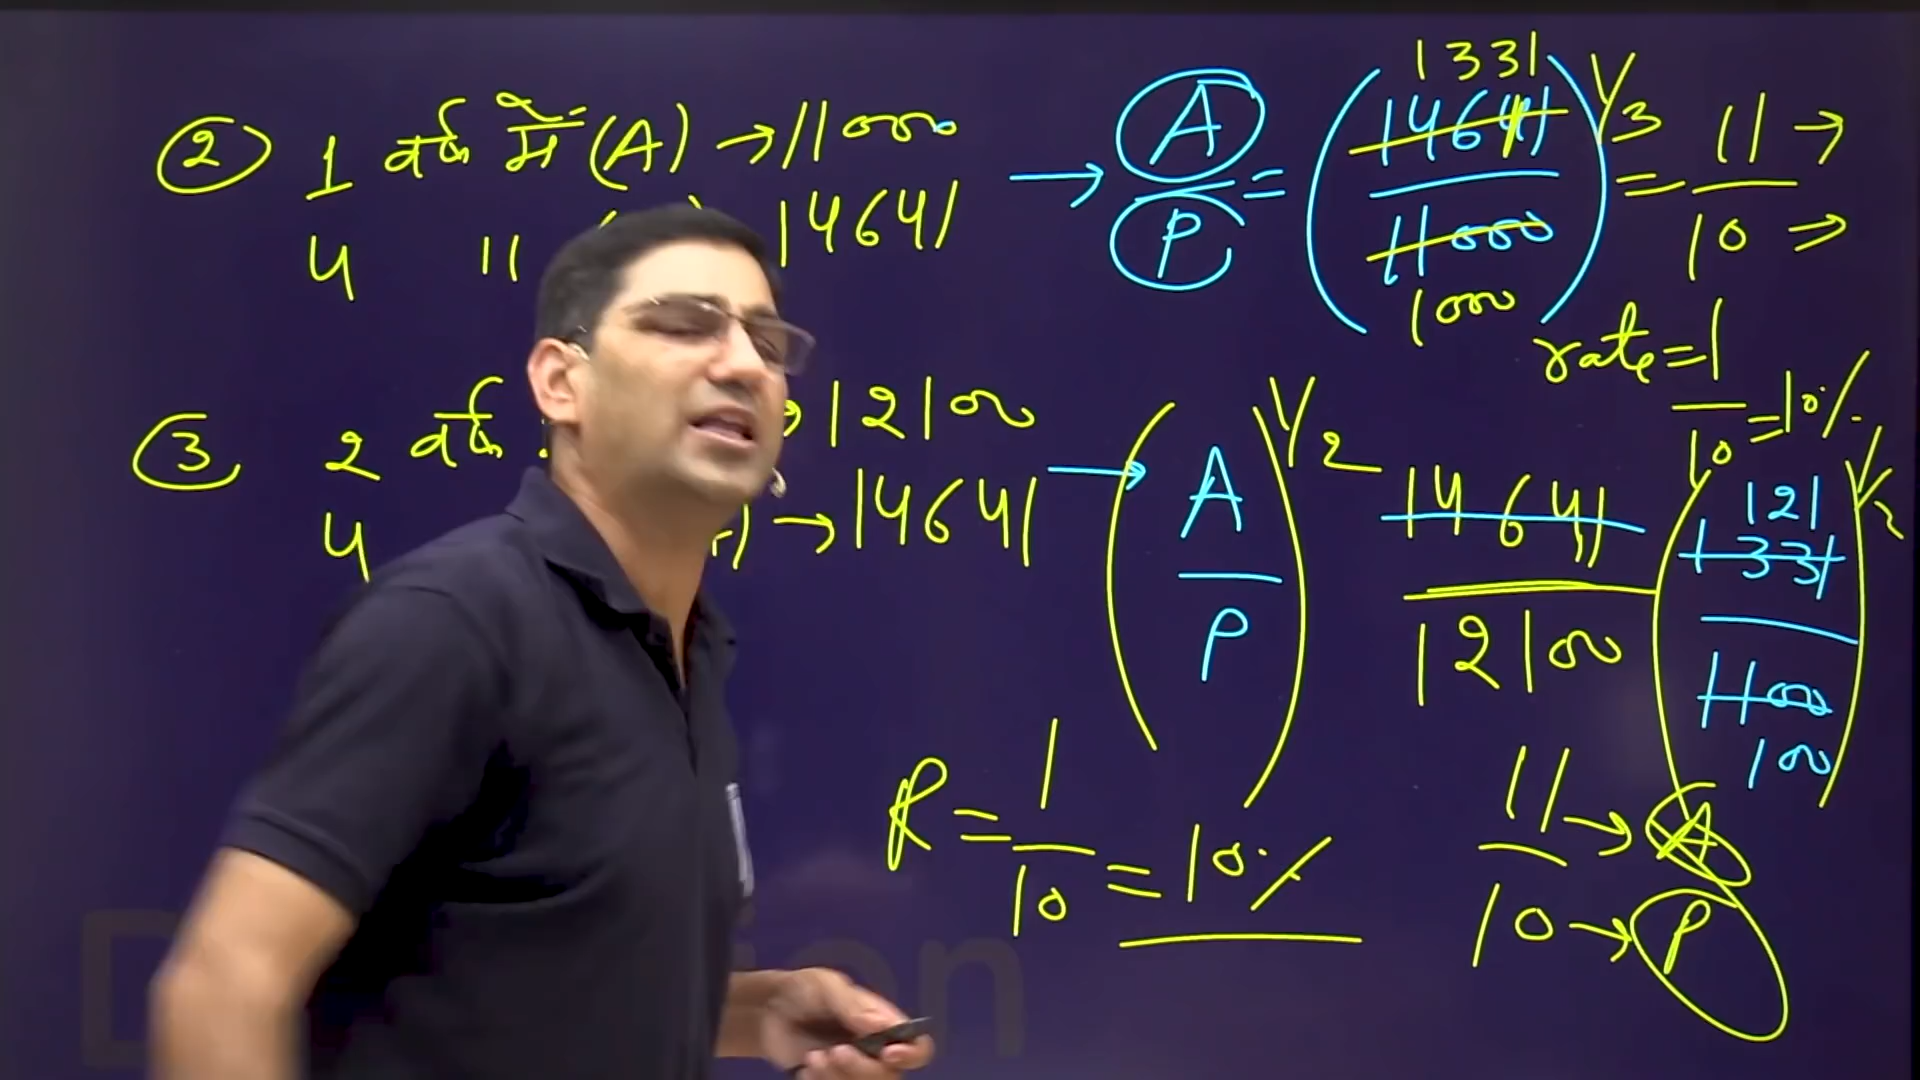 ② 1 वर्ष में (A) → 11000
4 11 14641
→ A/P = (1331 14641/11000 1000)^1/3 = 11/10 → ⇒
rate = 1/10 = 10%
③ 2 वर्ष 12100
4 → 14641
→ (A/P)^1/2 14641/12100 (121 1331/1100 100)^1/2
11/10 → A → P
R = 1/10 = 10%